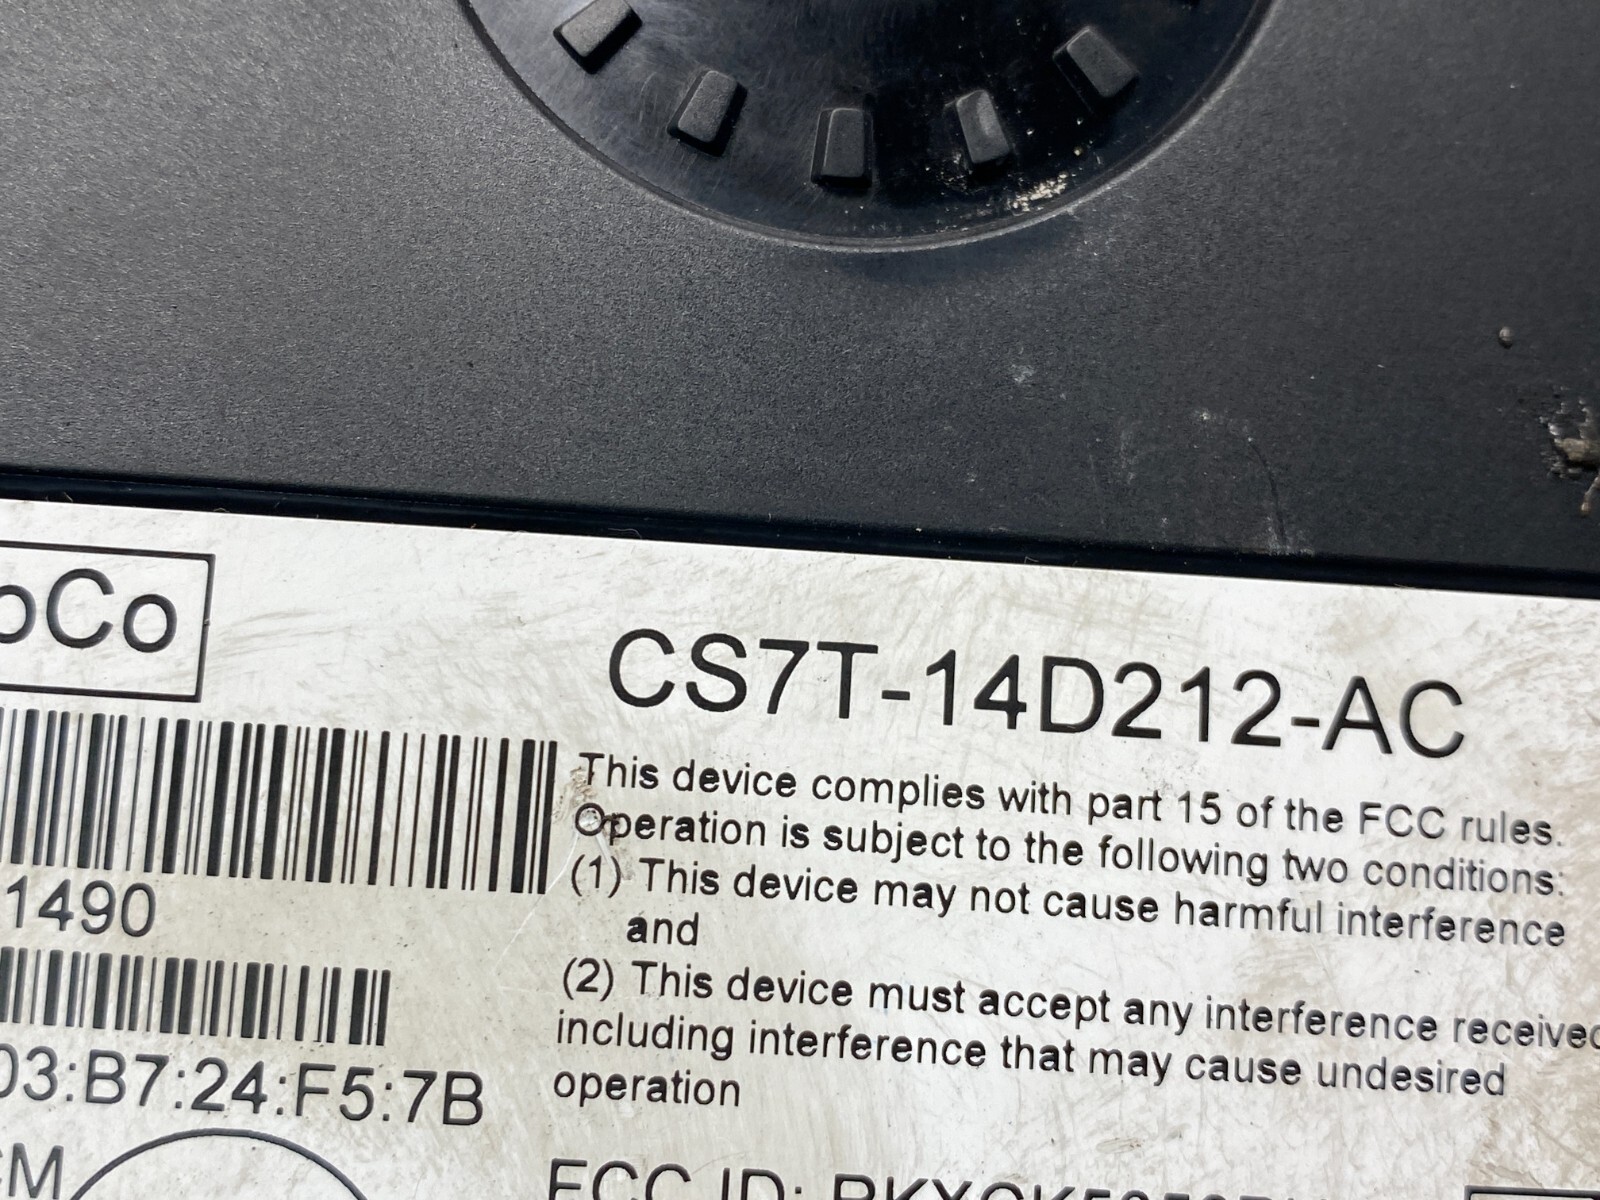 CS7T-14D212-AC
This device complies with part 15 of the FCC rules.
Operation is subject to the following two conditions:
(1) This device may not cause harmful interference
and
(2) This device must accept any interference received
including interference that may cause undesired
operation
FCC ID:
oCo
1490
03:B7:24:F5:7B